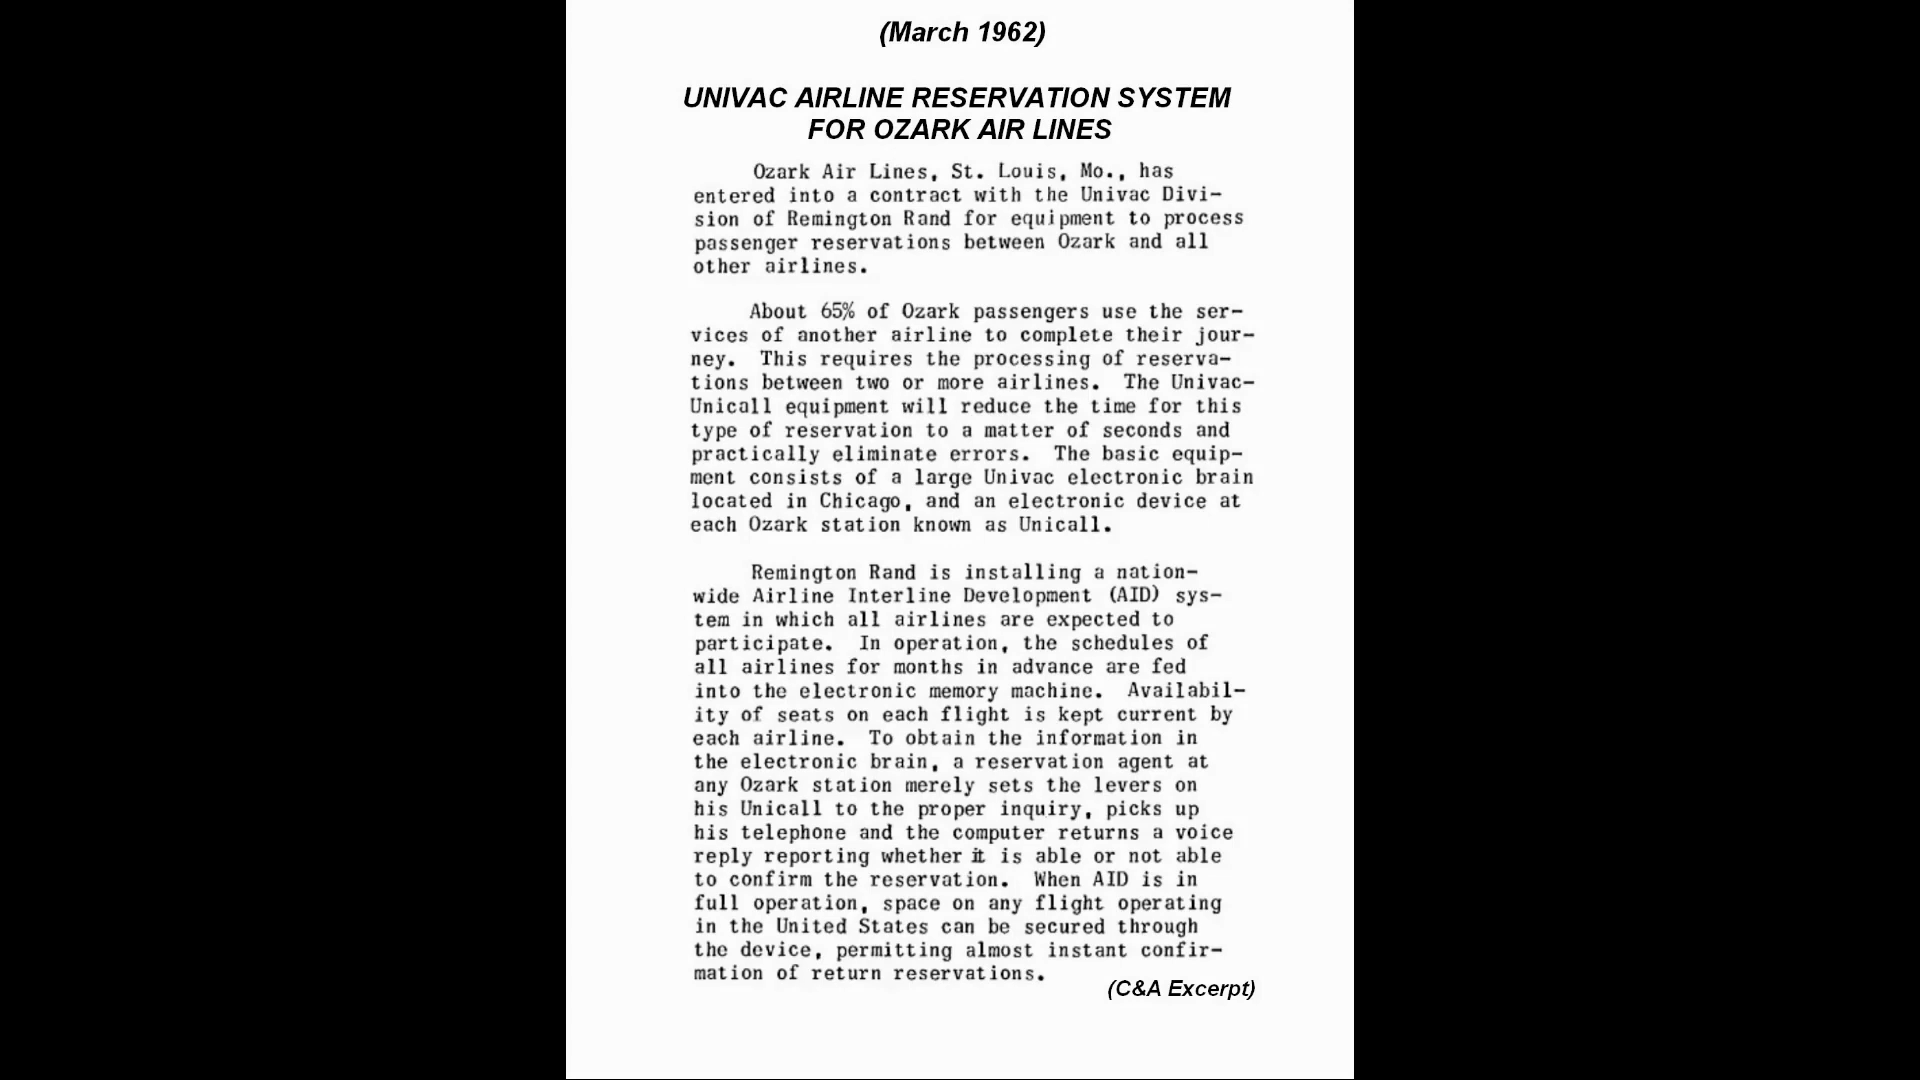 (March 1962)
UNIVAC AIRLINE RESERVATION SYSTEM
FOR OZARK AIR LINES
Ozark Air Lines, St. Louis, Mo., has
entered into a contract with the Univac Divi-
sion of Remington Rand for equipment to process
passenger reservations between Ozark and all
other airlines.
About 65% of Ozark passengers use the ser-
vices of another airline to complete their jour-
ney. This requires the processing of reserva-
tions between two or more airlines. The Univac-
Unicall equipment will reduce the time for this
type of reservation to a matter of seconds and
practically eliminate errors. The basic equip-
ment consists of a large Univac electronic brain
located in Chicago, and an electronic device at
each Ozark station known as Unicall.
Remington Rand is installing a nation-
wide Airline Interline Development (AID) sys-
tem in which all airlines are expected to
participate. In operation, the schedules of
all airlines for months in advance are fed
into the electronic memory machine. Availabil-
ity of seats on each flight is kept current by
each airline. To obtain the information in
the electronic brain, a reservation agent at
any Ozark station merely sets the levers on
his Unicall to the proper inquiry, picks up
his telephone and the computer returns a voice
reply reporting whether it is able or not able
to confirm the reservation. When AID is in
full operation, space on any flight operating
in the United States can be secured through
the device, permitting almost instant confir-
mation of return reservations.
(C&A Excerpt)